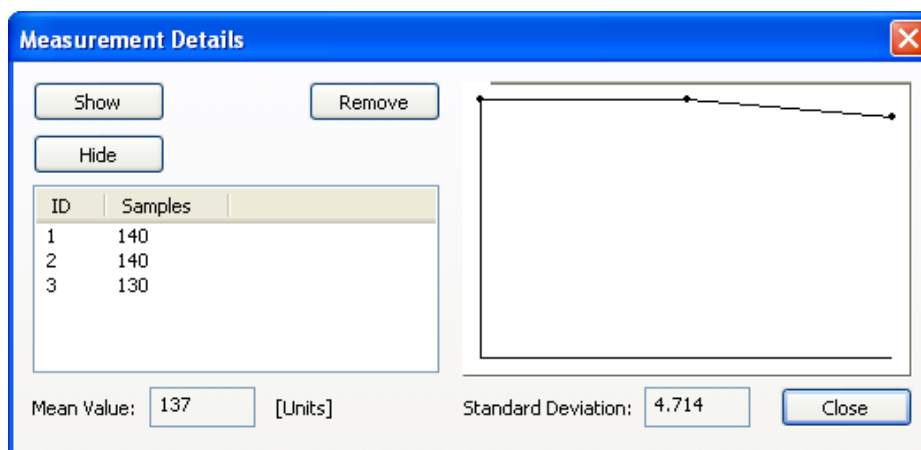 Measurement Details
Show
Remove
Hide
ID Samples
1 140
2 140
3 130
Mean Value: 137 [Units]
Standard Deviation: 4.714
Close